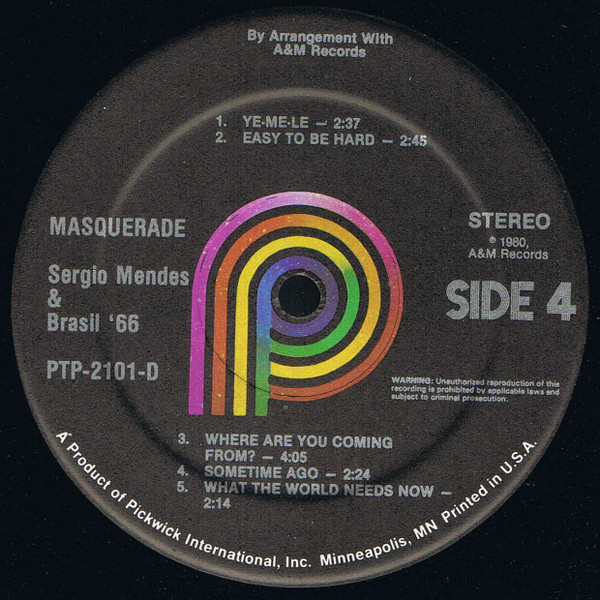 By Arrangement With
A&M Records
1. YE-ME-LE – 2:37
2. EASY TO BE HARD – 2:45
MASQUERADE
Sergio Mendes
&
Brasil '66
PTP-2101-D
STEREO
℗ 1980,
A&M Records
SIDE 4
WARNING: Unauthorized reproduction of this
recording is prohibited by applicable laws and
subject to criminal prosecution.
3. WHERE ARE YOU COMING
FROM? – 4:05
4. SOMETIME AGO – 2:24
5. WHAT THE WORLD NEEDS NOW –
2:14
A Product of Pickwick International, Inc. Minneapolis, MN Printed in U.S.A.